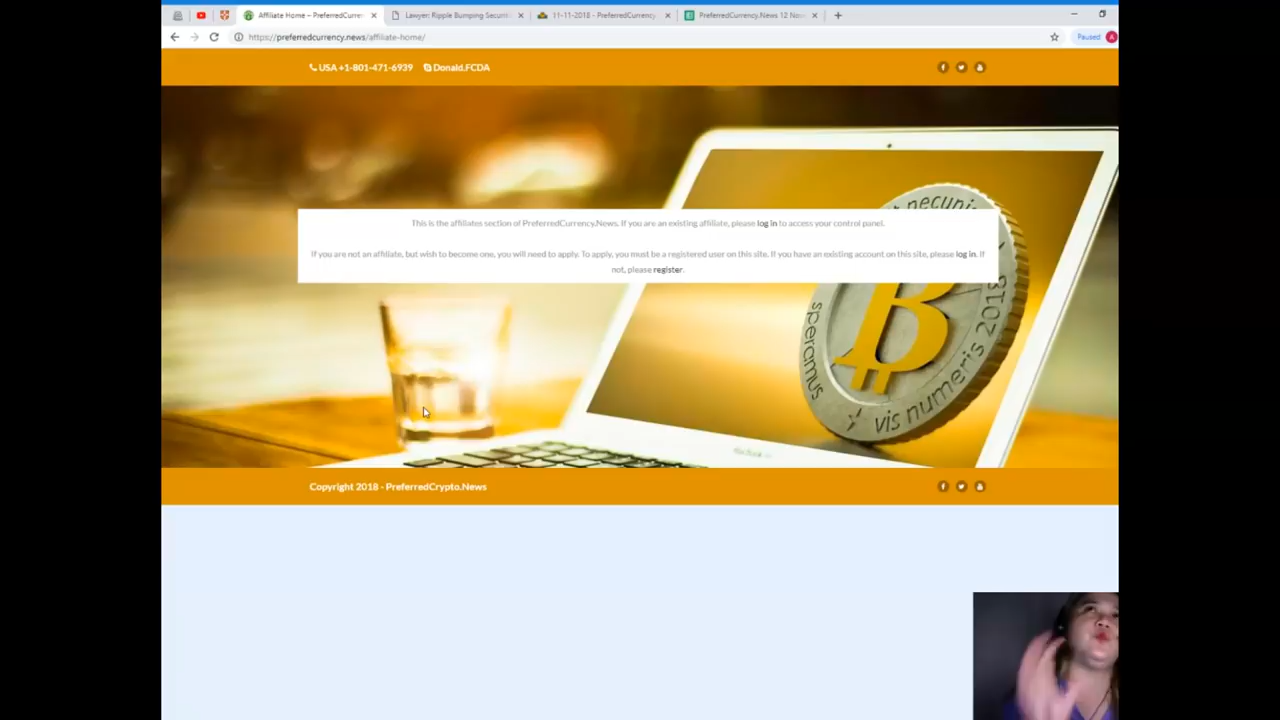 Affiliate Home – PreferredCurre
Lawyer: Ripple Bumping Securit
11-11-2018 - PreferredCurrency
PreferredCurrency.News 12 Nov
https://preferredcurrency.news/affiliate-home/
Paused
A
USA +1-801-471-6939
Donald.FCDA
This is the affiliates section of PreferredCurrency.News. If you are an existing affiliate, please log in to access your control panel.
If you are not an affiliate, but wish to become one, you will need to apply. To apply, you must be a registered user on this site. If you have an existing account on this site, please log in. If
not, please register.
necunia
speramus
vis numeris 2018
Copyright 2018 - PreferredCrypto.News